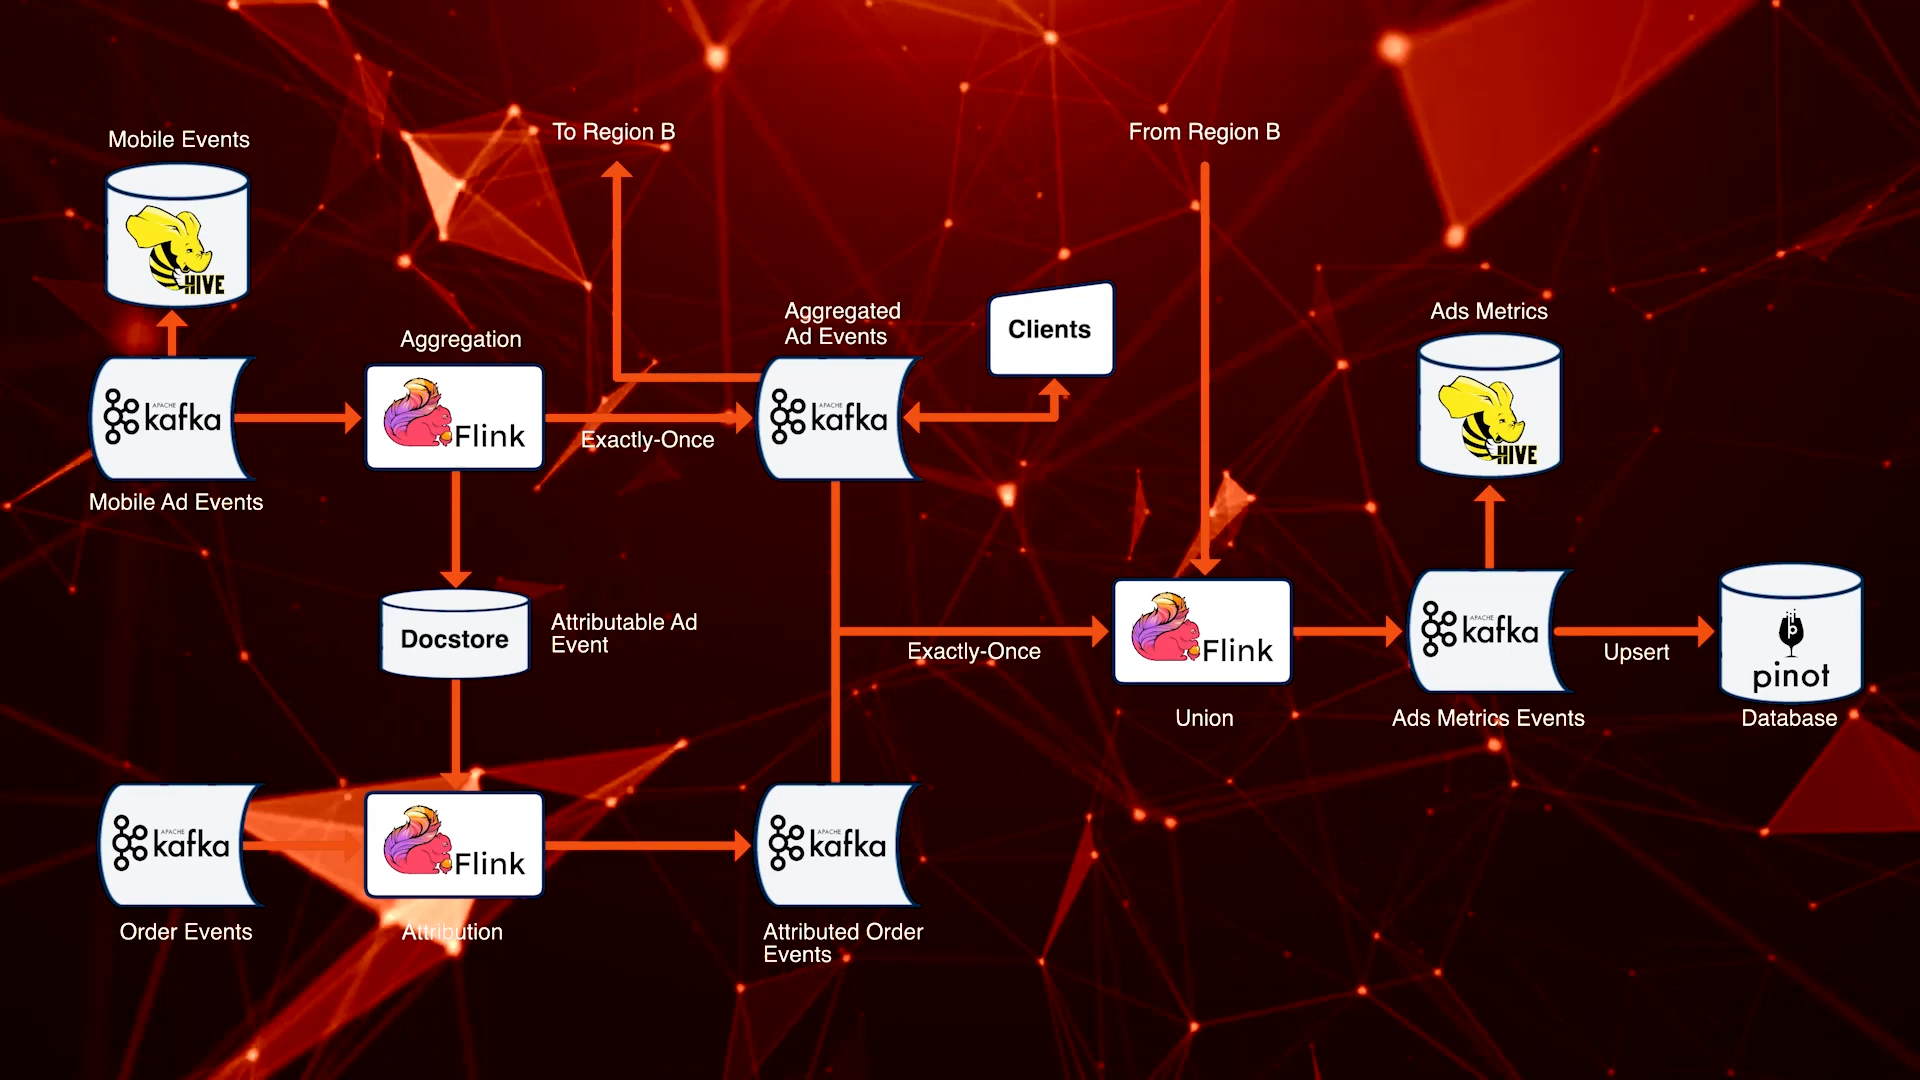 To Region B
From Region B
Mobile Events
HIVE
Aggregated
Ad Events
Clients
Ads Metrics
HIVE
Aggregation
APACHE
kafka
Flink
Exactly-Once
APACHE
kafka
Mobile Ad Events
Docstore
Attributable Ad
Event
Exactly-Once
Flink
APACHE
kafka
Upsert
p
pinot
Union
Ads Metrics Events
Database
APACHE
kafka
Flink
APACHE
kafka
Order Events
Attribution
Attributed Order
Events